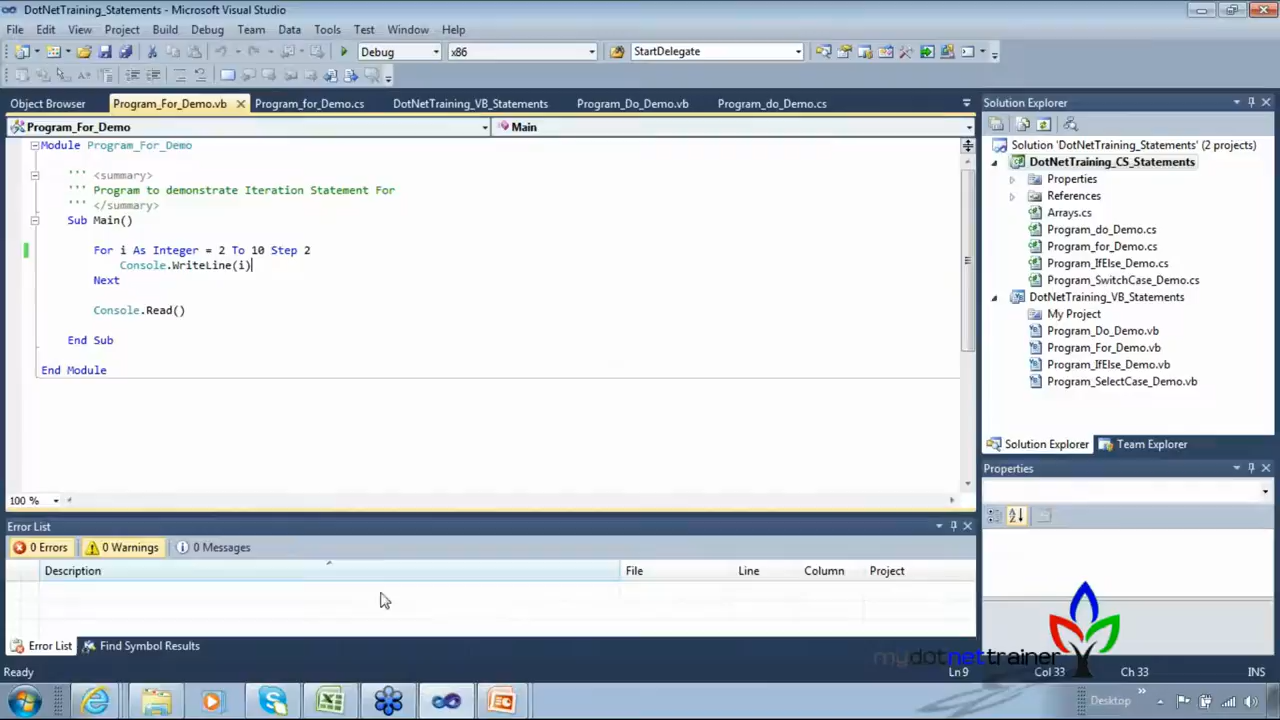 DotNetTraining_Statements - Microsoft Visual Studio
File Edit View Project Build Debug Team Data Tools Test Window Help
Debug x86 StartDelegate
Object Browser Program_For_Demo.vb Program_for_Demo.cs DotNetTraining_VB_Statements Program_Do_Demo.vb Program_do_Demo.cs
Program_For_Demo Main
Module Program_For_Demo
''' <summary>
''' Program to demonstrate Iteration Statement For
''' </summary>
Sub Main()
For i As Integer = 2 To 10 Step 2
Console.WriteLine(i)
Next
Console.Read()
End Sub
End Module
100 %
Solution Explorer
Solution 'DotNetTraining_Statements' (2 projects)
DotNetTraining_CS_Statements
Properties
References
Arrays.cs
Program_do_Demo.cs
Program_for_Demo.cs
Program_IfElse_Demo.cs
Program_SwitchCase_Demo.cs
DotNetTraining_VB_Statements
My Project
Program_Do_Demo.vb
Program_For_Demo.vb
Program_IfElse_Demo.vb
Program_SelectCase_Demo.vb
Solution Explorer Team Explorer
Properties
Error List
0 Errors 0 Warnings 0 Messages
Description File Line Column Project
Error List Find Symbol Results
mydotnettrainer
Ready Ln 9 Col 33 Ch 33 INS
Desktop